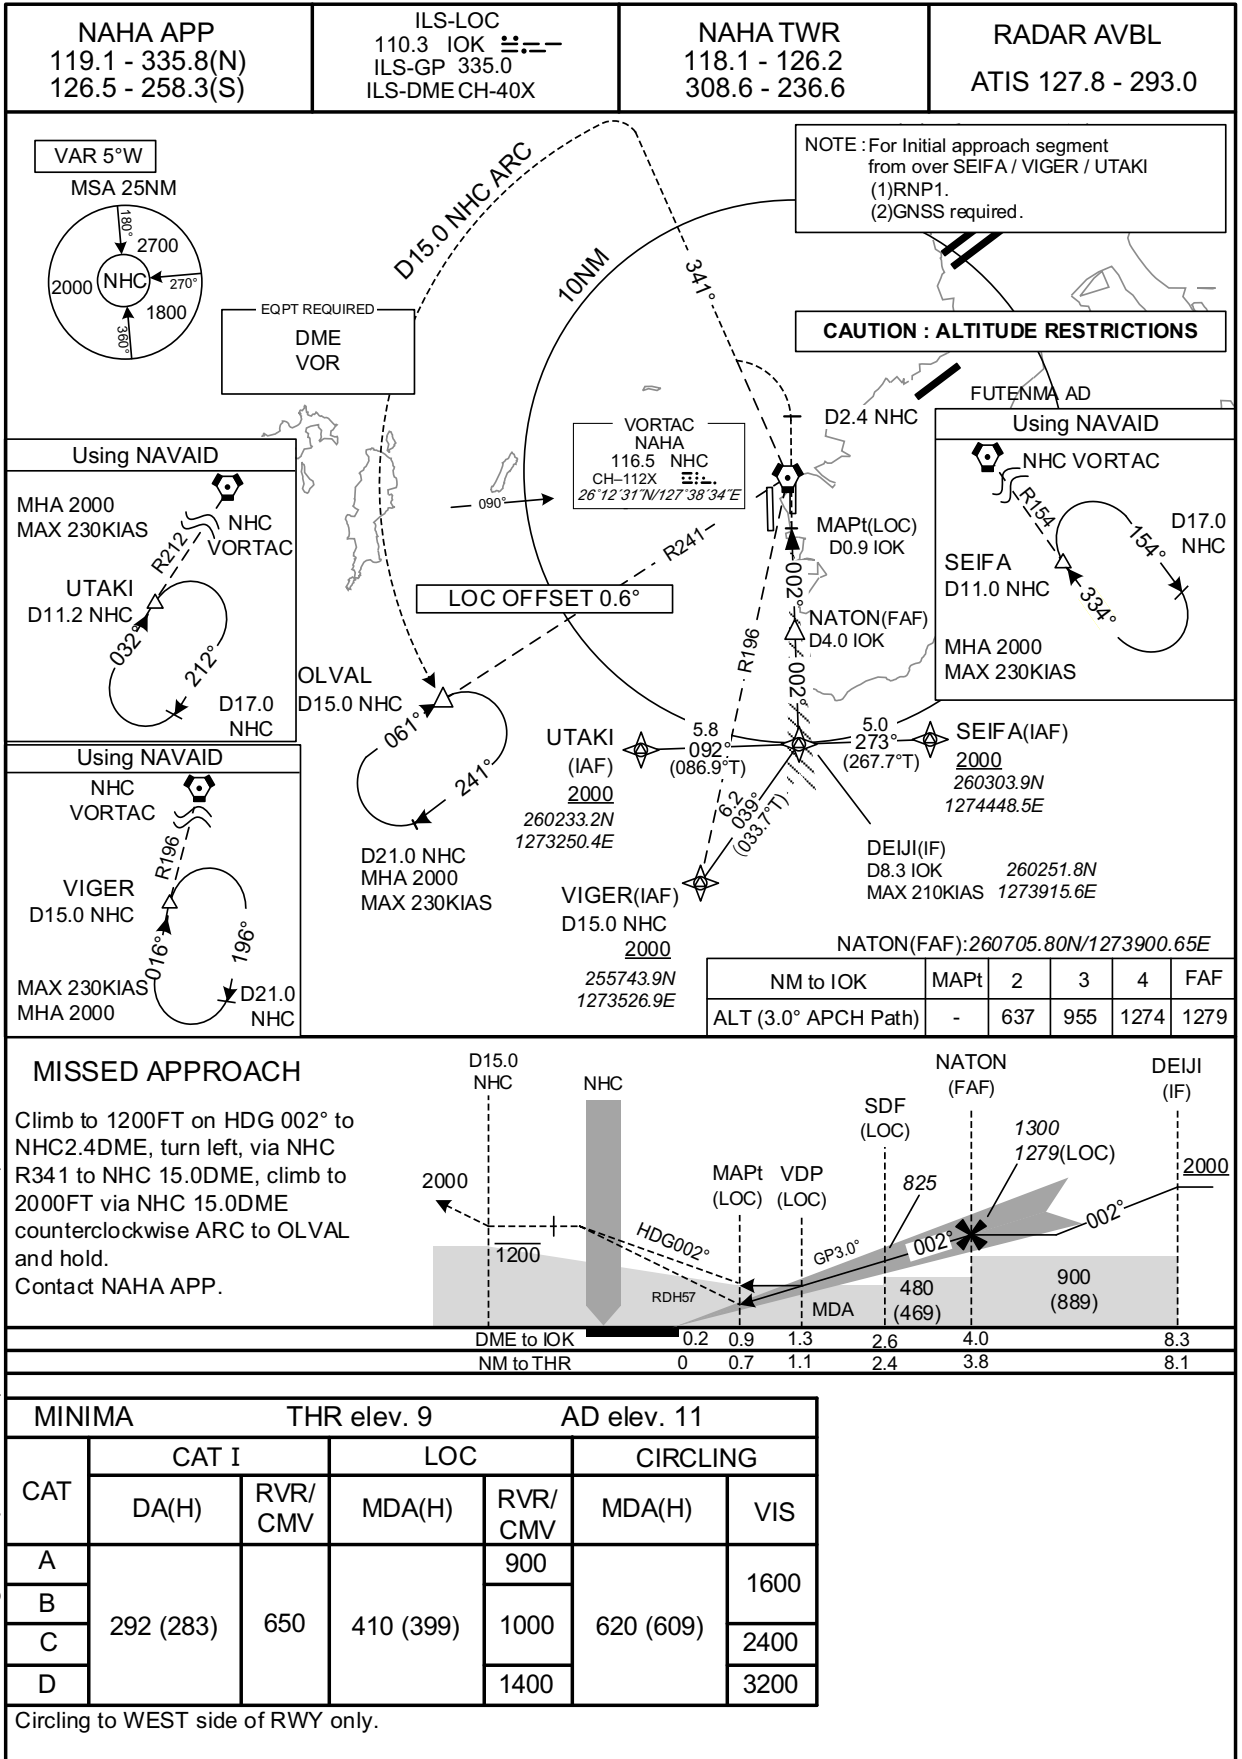 NAHA APP
119.1 - 335.8(N)
126.5 - 258.3(S)
ILS-LOC
110.3 IOK
ILS-GP 335.0
ILS-DME CH-40X
NAHA TWR
118.1 - 126.2
308.6 - 236.6
RADAR AVBL
ATIS 127.8 - 293.0
VAR 5°W
MSA 25NM
180°
2700
NHC
2000
270°
1800
360°
D15.0 NHC ARC
10NM
341°
NOTE : For Initial approach segment
from over SEIFA / VIGER / UTAKI
(1)RNP1.
(2)GNSS required.
EQPT REQUIRED
DME
VOR
CAUTION : ALTITUDE RESTRICTIONS
FUTENMA AD
D2.4 NHC
VORTAC
NAHA
116.5 NHC
CH–112X
26°12´31˝N/127°38´34˝E
090°
R241
MAPt(LOC)
D0.9 IOK
LOC OFFSET 0.6°
002°
NATON(FAF)
D4.0 IOK
R196
002°
Using NAVAID
MHA 2000
MAX 230KIAS
NHC
VORTAC
R212
UTAKI
D11.2 NHC
032°
212°
D17.0
NHC
Using NAVAID
NHC VORTAC
R154
154°
D17.0
NHC
SEIFA
D11.0 NHC
334°
MHA 2000
MAX 230KIAS
OLVAL
D15.0 NHC
061°
241°
D21.0 NHC
MHA 2000
MAX 230KIAS
Using NAVAID
NHC
VORTAC
R196
VIGER
D15.0 NHC
016°
196°
MAX 230KIAS
MHA 2000
D21.0
NHC
UTAKI
(IAF)
2000
260233.2N
1273250.4E
5.8
092°
(086.9°T)
5.0
273°
(267.7°T)
SEIFA(IAF)
2000
260303.9N
1274448.5E
6.2
039°
(033.7°T)
DEIJI(IF)
D8.3 IOK
MAX 210KIAS
260251.8N
1273915.6E
VIGER(IAF)
D15.0 NHC
2000
255743.9N
1273526.9E
NATON(FAF):260705.80N/1273900.65E
NM to IOK MAPt 2 3 4 FAF
ALT (3.0° APCH Path) - 637 955 1274 1279
MISSED APPROACH
Climb to 1200FT on HDG 002° to
NHC2.4DME, turn left, via NHC
R341 to NHC 15.0DME, climb to
2000FT via NHC 15.0DME
counterclockwise ARC to OLVAL
and hold.
Contact NAHA APP.
D15.0
NHC
NHC
NATON
(FAF)
DEIJI
(IF)
SDF
(LOC)
1300
1279(LOC)
MAPt
(LOC)
VDP
(LOC)
825
2000
2000
1200
HDG002°
GP3.0°
002°
002°
RDH57
MDA
480
(469)
900
(889)
DME to IOK 0.2 0.9 1.3 2.6 4.0 8.3
NM to THR 0 0.7 1.1 2.4 3.8 8.1
MINIMA THR elev. 9 AD elev. 11
CAT CAT I LOC CIRCLING
DA(H) RVR/CMV MDA(H) RVR/CMV MDA(H) VIS
A 292 (283) 650 410 (399) 900 620 (609) 1600
B 1000
C 2400
D 1400 3200
Circling to WEST side of RWY only.